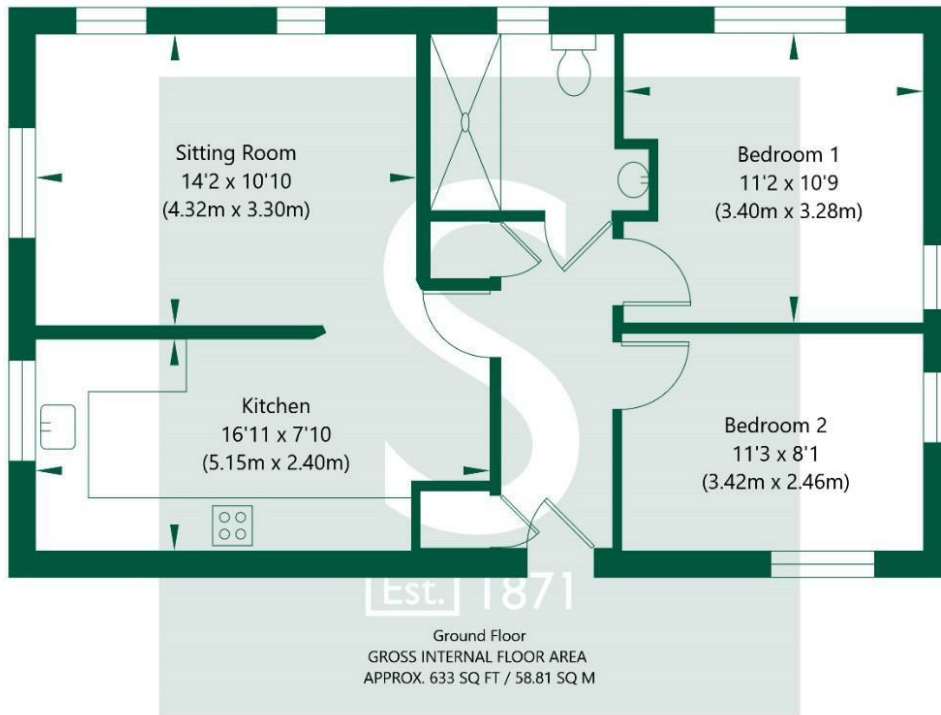 Sitting Room
14'2 x 10'10
(4.32m x 3.30m)
Bedroom 1
11'2 x 10'9
(3.40m x 3.28m)
Kitchen
16'11 x 7'10
(5.15m x 2.40m)
Bedroom 2
11'3 x 8'1
(3.42m x 2.46m)
S
Est. 1871
Ground Floor
GROSS INTERNAL FLOOR AREA
APPROX. 633 SQ FT / 58.81 SQ M